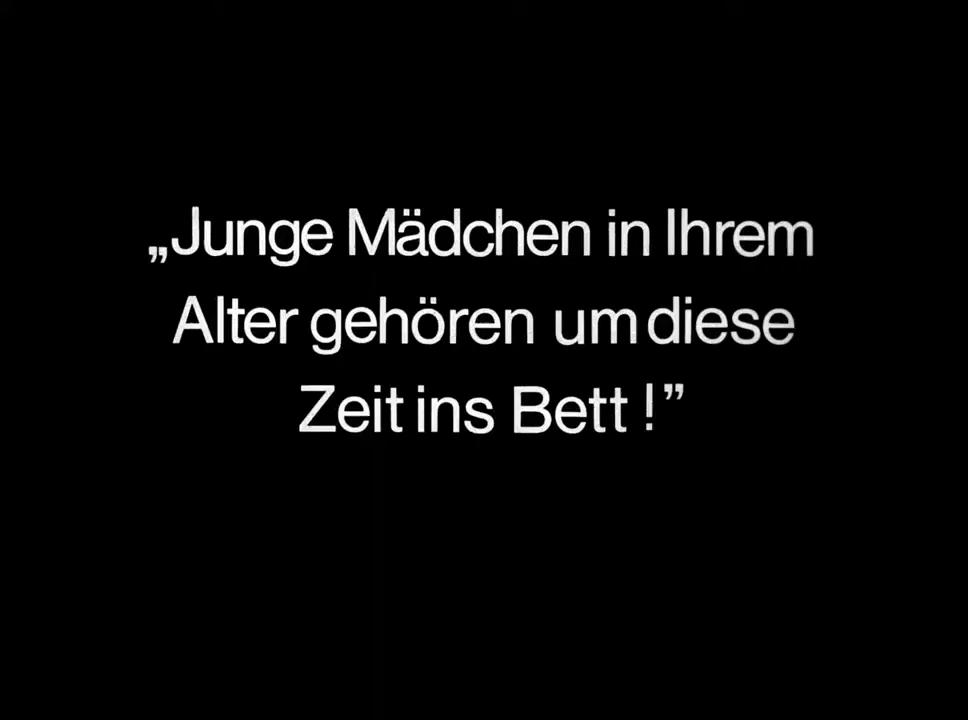 „Junge Mädchen in Ihrem
Alter gehören um diese
Zeit ins Bett !”